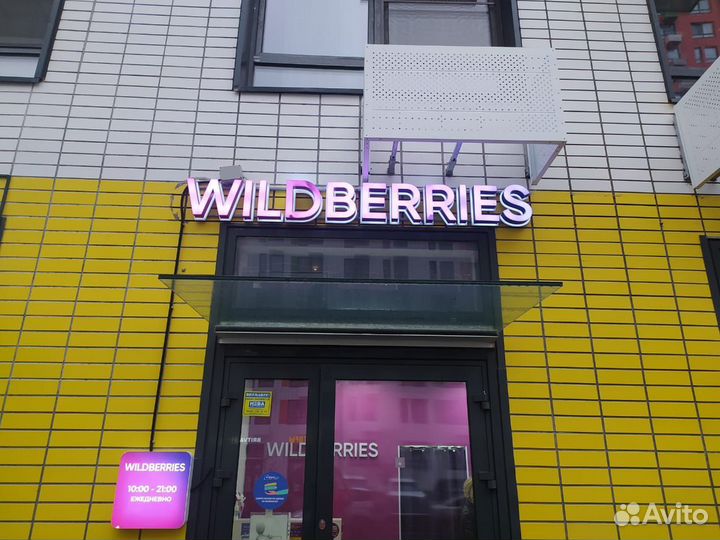 WILDBERRIES
WILDBERRIES
WILDBERRIES
10:00 - 21:00
ЕЖЕДНЕВНО
Avito